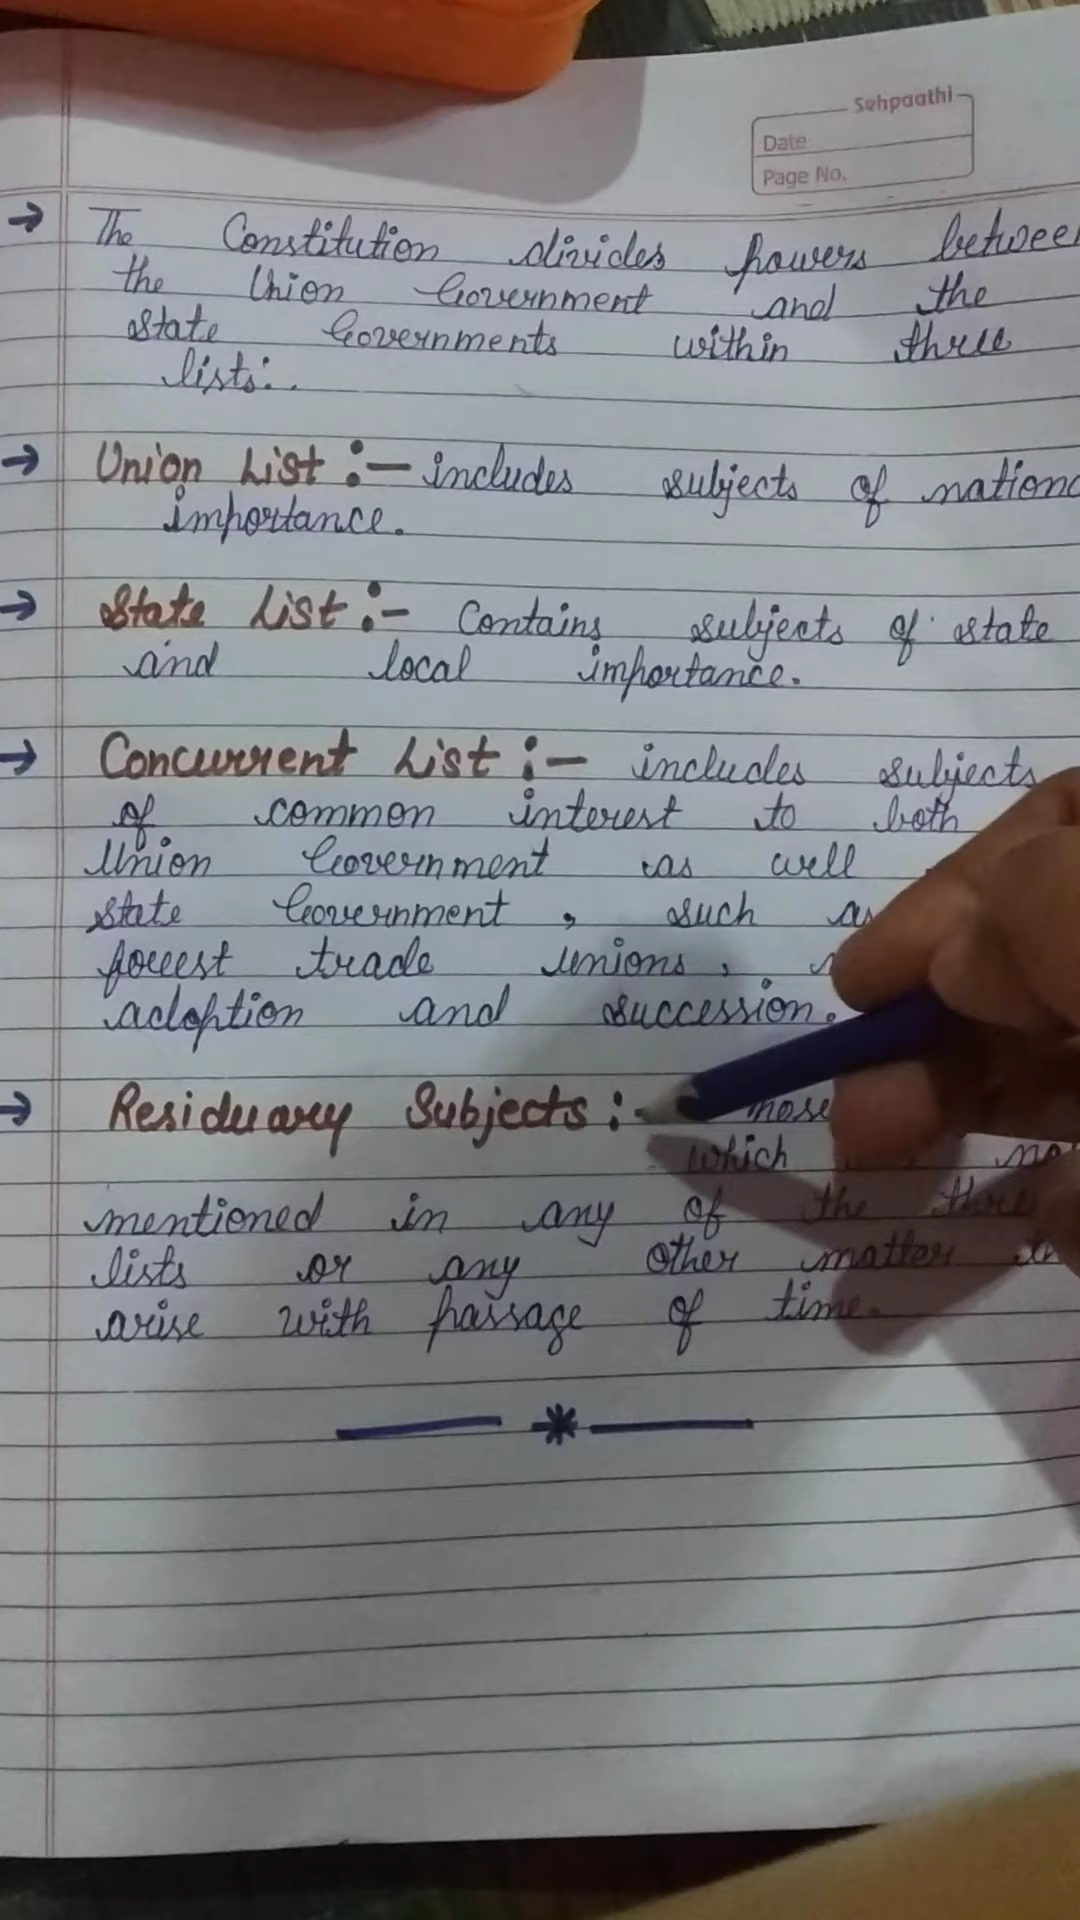 Sehpaathi
Date
Page No.
→ The Constitution divides powers between
the Union Government and the
state Governments within three
lists:.
→ Union List :- includes subjects of nationa
importance.
→ State List :- Contains subjects of state
and local importance.
→ Concurrent List :- includes subjects
of common interest to both
Union Government as well
state Government, such as
forest trade unions,
adoption and succession.
→ Residuary Subjects :-
which
mentioned in any of the three
lists or any other matter th
arise with passage of time.